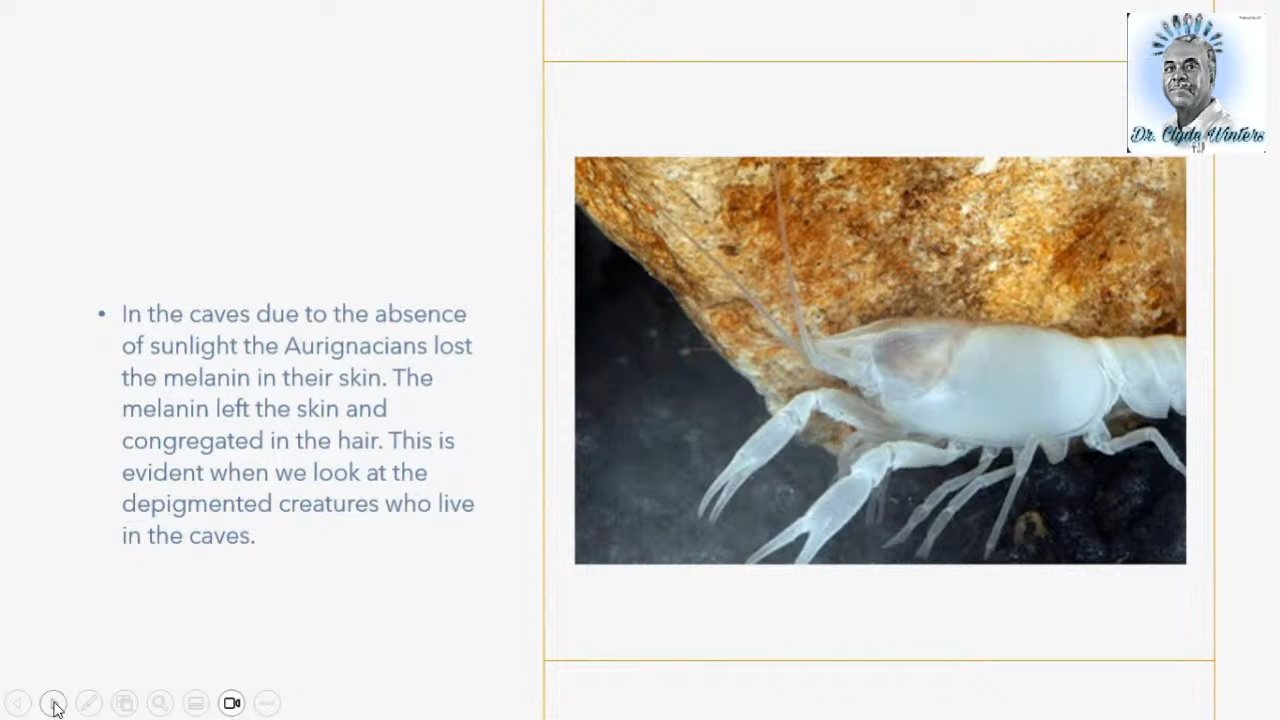 Dr. Clyde Winters
• In the caves due to the absence
of sunlight the Aurignacians lost
the melanin in their skin. The
melanin left the skin and
congregated in the hair. This is
evident when we look at the
depigmented creatures who live
in the caves.